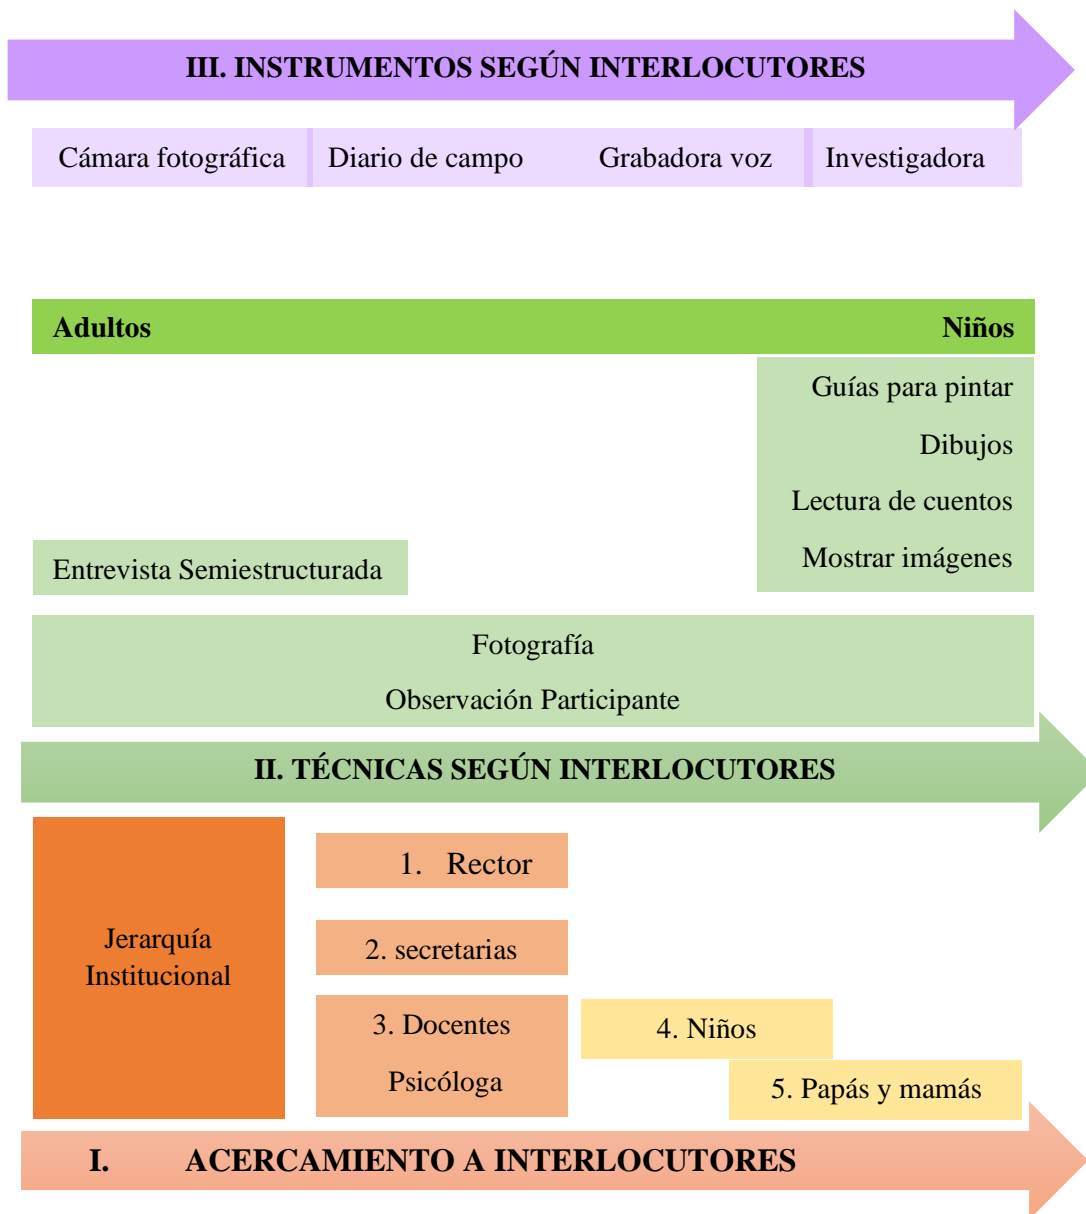 III. INSTRUMENTOS SEGÚN INTERLOCUTORES
Cámara fotográfica
Diario de campo
Grabadora voz
Investigadora
Adultos
Niños
Guías para pintar
Dibujos
Lectura de cuentos
Mostrar imágenes
Entrevista Semiestructurada
Fotografía
Observación Participante
II. TÉCNICAS SEGÚN INTERLOCUTORES
Jerarquía
Institucional
1. Rector
2. secretarias
3. Docentes
Psicóloga
4. Niños
5. Papás y mamás
I. ACERCAMIENTO A INTERLOCUTORES